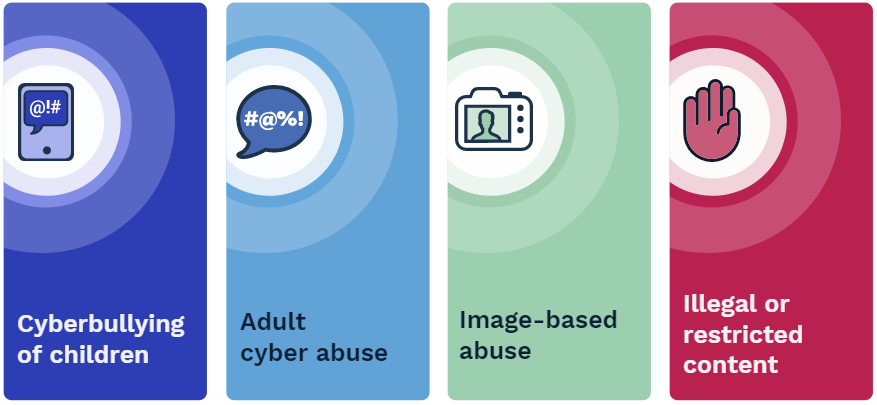 @!#
Cyberbullying
of children
#@%!
Adult
cyber abuse
Image-based
abuse
Illegal or
restricted
content